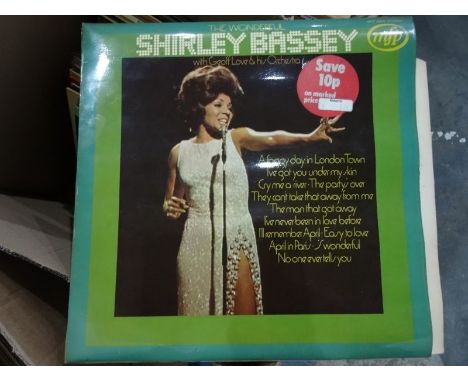 THE WONDERFUL
SHIRLEY BASSEY
with Geoff Love & his Orchestra
mfp
Save
10p
on marked
price
A foggy day in London Town
I've got you under my skin
Cry me a river · The party's over
They can't take that away from me
The man that got away
I've never been in love before
I'll remember April · Easy to love
April in Paris · 'S wonderful
No one ever tells you